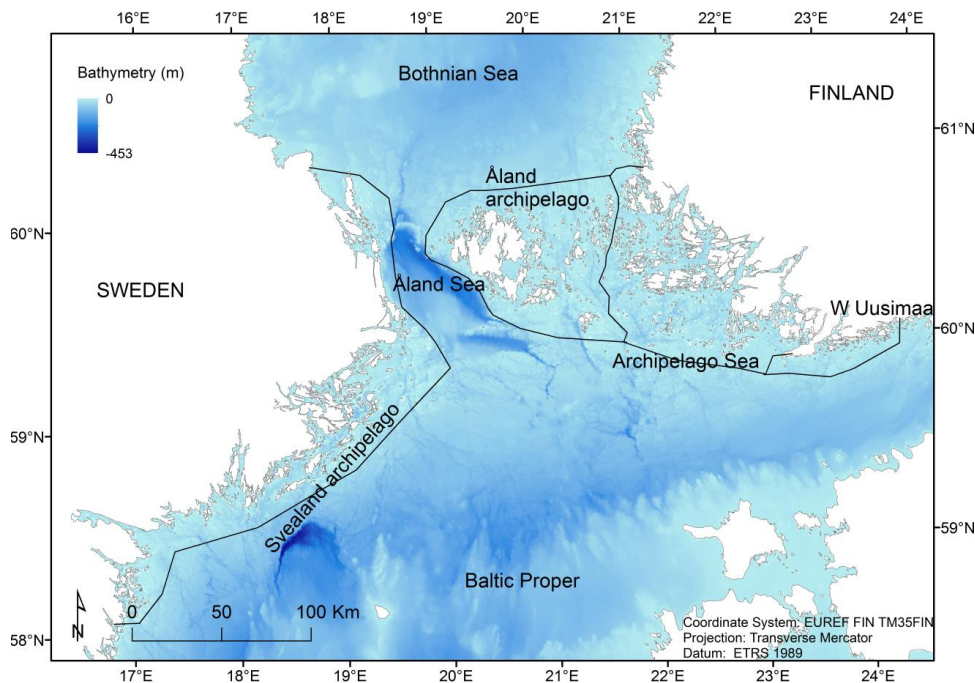 16°E 17°E 18°E 19°E 20°E 21°E 22°E 23°E 24°E
Bathymetry (m)
0
-453
Bothnian Sea
FINLAND
61°N
Åland
archipelago
60°N
SWEDEN
Åland Sea
W Uusimaa
60°N
Archipelago Sea
59°N
Svealand archipelago
59°N
Baltic Proper
0 50 100 Km
N
58°N
Coordinate System: EUREF FIN TM35FIN
Projection: Transverse Mercator
Datum: ETRS 1989
58°N
17°E 18°E 19°E 20°E 21°E 22°E 23°E 24°E